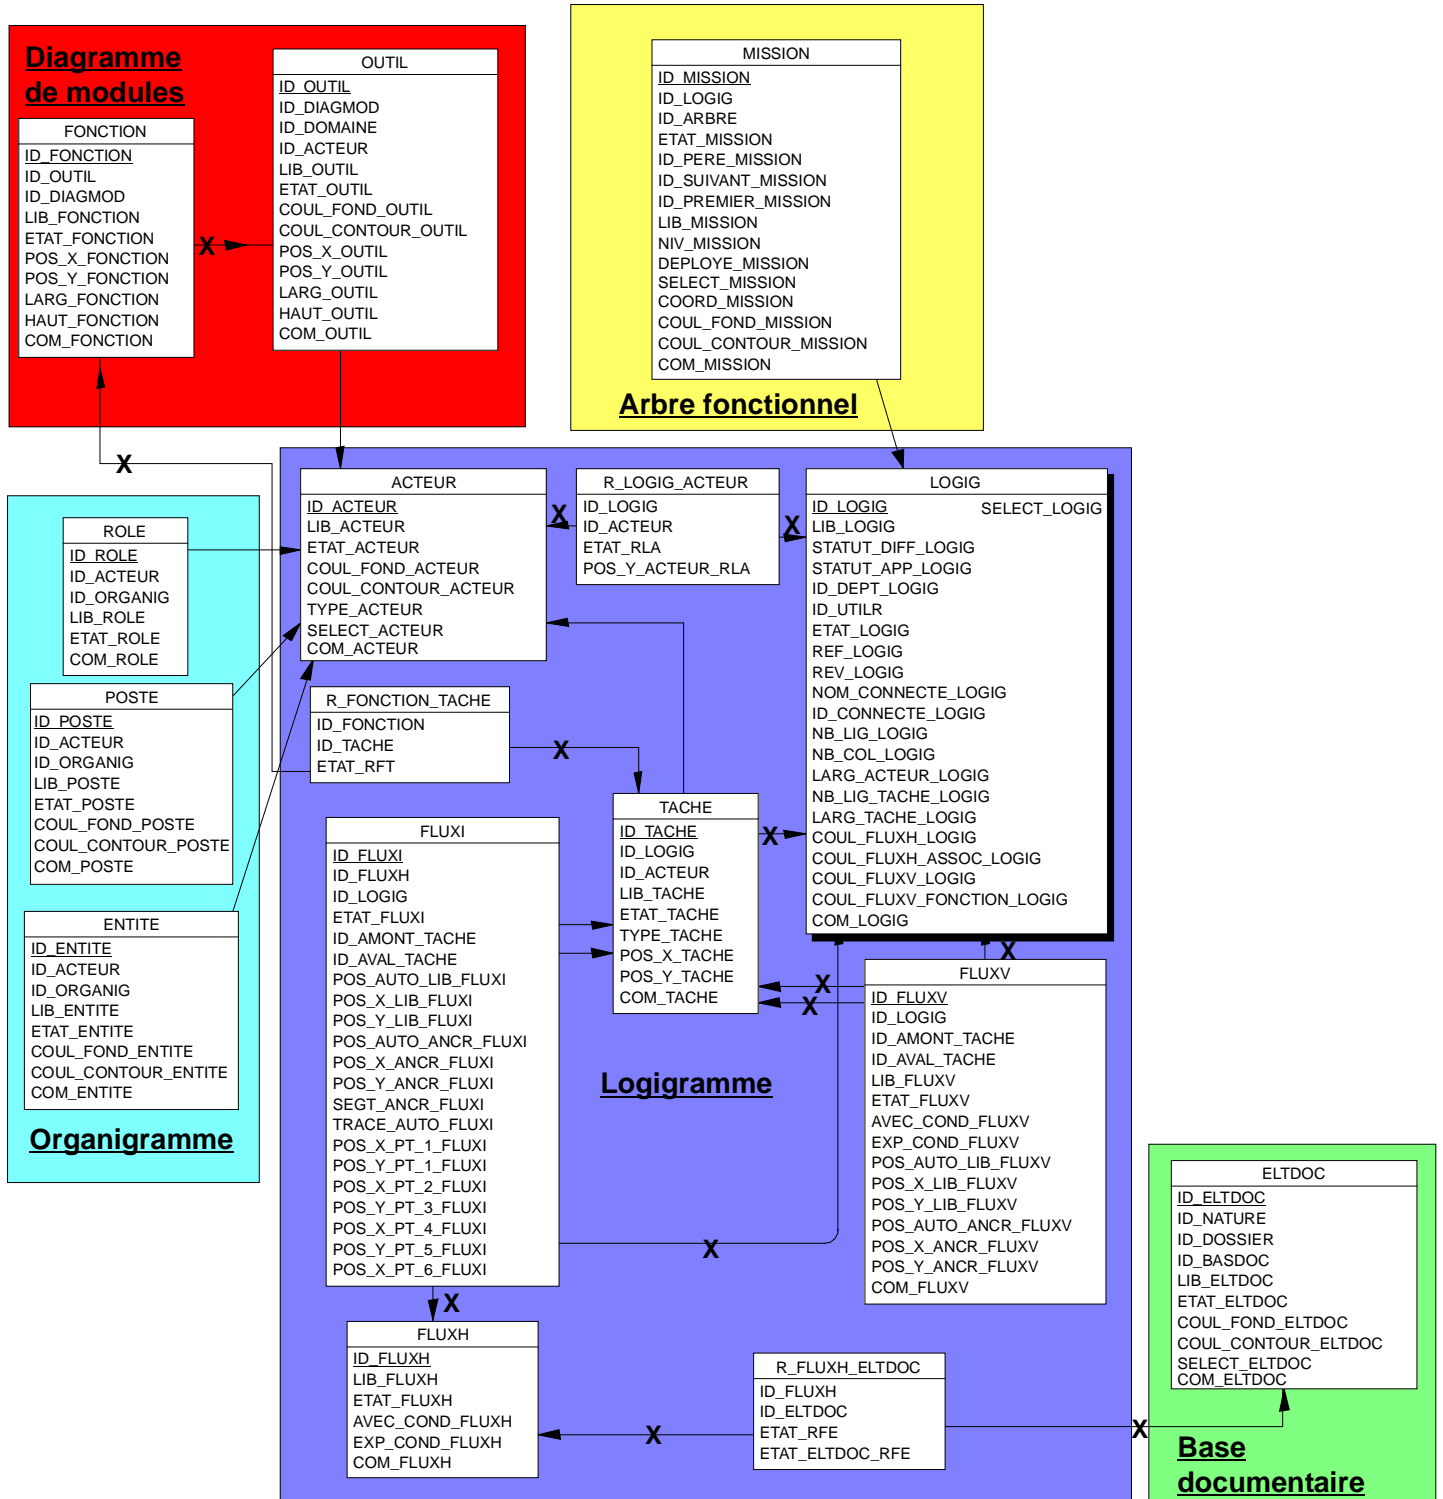 Diagramme
de modules
OUTIL
ID_OUTIL
ID_DIAGMOD
ID_DOMAINE
ID_ACTEUR
LIB_OUTIL
ETAT_OUTIL
COUL_FOND_OUTIL
COUL_CONTOUR_OUTIL
POS_X_OUTIL
POS_Y_OUTIL
LARG_OUTIL
HAUT_OUTIL
COM_OUTIL
FONCTION
ID_FONCTION
ID_OUTIL
ID_DIAGMOD
LIB_FONCTION
ETAT_FONCTION
POS_X_FONCTION
POS_Y_FONCTION
LARG_FONCTION
HAUT_FONCTION
COM_FONCTION
X
X
MISSION
ID_MISSION
ID_LOGIG
ID_ARBRE
ETAT_MISSION
ID_PERE_MISSION
ID_SUIVANT_MISSION
ID_PREMIER_MISSION
LIB_MISSION
NIV_MISSION
DEPLOYE_MISSION
SELECT_MISSION
COORD_MISSION
COUL_FOND_MISSION
COUL_CONTOUR_MISSION
COM_MISSION
Arbre fonctionnel
ROLE
ID_ROLE
ID_ACTEUR
ID_ORGANIG
LIB_ROLE
ETAT_ROLE
COM_ROLE
POSTE
ID_POSTE
ID_ACTEUR
ID_ORGANIG
LIB_POSTE
ETAT_POSTE
COUL_FOND_POSTE
COUL_CONTOUR_POSTE
COM_POSTE
ENTITE
ID_ENTITE
ID_ACTEUR
ID_ORGANIG
LIB_ENTITE
ETAT_ENTITE
COUL_FOND_ENTITE
COUL_CONTOUR_ENTITE
COM_ENTITE
Organigramme
ACTEUR
ID_ACTEUR
LIB_ACTEUR
ETAT_ACTEUR
COUL_FOND_ACTEUR
COUL_CONTOUR_ACTEUR
TYPE_ACTEUR
SELECT_ACTEUR
COM_ACTEUR
X
R_LOGIG_ACTEUR
ID_LOGIG
ID_ACTEUR
ETAT_RLA
POS_Y_ACTEUR_RLA
X
LOGIG
ID_LOGIG SELECT_LOGIG
LIB_LOGIG
STATUT_DIFF_LOGIG
STATUT_APP_LOGIG
ID_DEPT_LOGIG
ID_UTILR
ETAT_LOGIG
REF_LOGIG
REV_LOGIG
NOM_CONNECTE_LOGIG
ID_CONNECTE_LOGIG
NB_LIG_LOGIG
NB_COL_LOGIG
LARG_ACTEUR_LOGIG
NB_LIG_TACHE_LOGIG
LARG_TACHE_LOGIG
COUL_FLUXH_LOGIG
COUL_FLUXH_ASSOC_LOGIG
COUL_FLUXV_LOGIG
COUL_FLUXV_FONCTION_LOGIG
COM_LOGIG
R_FONCTION_TACHE
ID_FONCTION
ID_TACHE
ETAT_RFT
X
TACHE
ID_TACHE
ID_LOGIG
ID_ACTEUR
LIB_TACHE
ETAT_TACHE
TYPE_TACHE
POS_X_TACHE
POS_Y_TACHE
COM_TACHE
X
X
X
X
FLUXI
ID_FLUXI
ID_FLUXH
ID_LOGIG
ETAT_FLUXI
ID_AMONT_TACHE
ID_AVAL_TACHE
POS_AUTO_LIB_FLUXI
POS_X_LIB_FLUXI
POS_Y_LIB_FLUXI
POS_AUTO_ANCR_FLUXI
POS_X_ANCR_FLUXI
POS_Y_ANCR_FLUXI
SEGT_ANCR_FLUXI
TRACE_AUTO_FLUXI
POS_X_PT_1_FLUXI
POS_Y_PT_1_FLUXI
POS_X_PT_2_FLUXI
POS_Y_PT_3_FLUXI
POS_X_PT_4_FLUXI
POS_Y_PT_5_FLUXI
POS_X_PT_6_FLUXI
X
X
Logigramme
FLUXV
ID_FLUXV
ID_LOGIG
ID_AMONT_TACHE
ID_AVAL_TACHE
LIB_FLUXV
ETAT_FLUXV
AVEC_COND_FLUXV
EXP_COND_FLUXV
POS_AUTO_LIB_FLUXV
POS_X_LIB_FLUXV
POS_Y_LIB_FLUXV
POS_AUTO_ANCR_FLUXV
POS_X_ANCR_FLUXV
POS_Y_ANCR_FLUXV
COM_FLUXV
FLUXH
ID_FLUXH
LIB_FLUXH
ETAT_FLUXH
AVEC_COND_FLUXH
EXP_COND_FLUXH
COM_FLUXH
X
R_FLUXH_ELTDOC
ID_FLUXH
ID_ELTDOC
ETAT_RFE
ETAT_ELTDOC_RFE
X
ELTDOC
ID_ELTDOC
ID_NATURE
ID_DOSSIER
ID_BASDOC
LIB_ELTDOC
ETAT_ELTDOC
COUL_FOND_ELTDOC
COUL_CONTOUR_ELTDOC
SELECT_ELTDOC
COM_ELTDOC
Base
documentaire